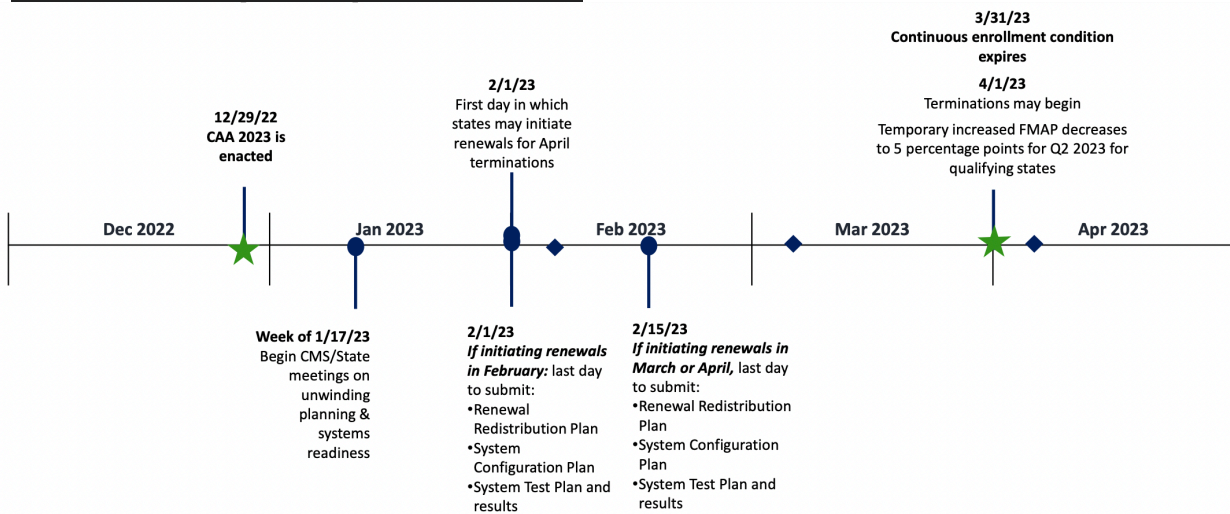 3/31/23
Continuous enrollment condition
expires
4/1/23
Terminations may begin
Temporary increased FMAP decreases
to 5 percentage points for Q2 2023 for
qualifying states
2/1/23
First day in which
states may initiate
renewals for April
terminations
12/29/22
CAA 2023 is
enacted
Dec 2022
Jan 2023
Feb 2023
Mar 2023
Apr 2023
Week of 1/17/23
Begin CMS/State
meetings on
unwinding
planning &
systems
readiness
2/1/23
If initiating renewals
in February: last day
to submit:
•Renewal
Redistribution Plan
•System
Configuration Plan
•System Test Plan and
results
2/15/23
If initiating renewals in
March or April, last day
to submit:
•Renewal Redistribution
Plan
•System Configuration
Plan
•System Test Plan and
results